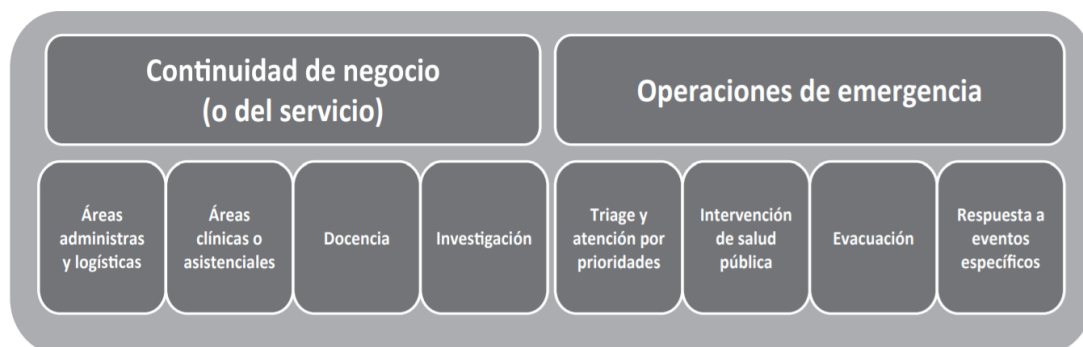 Continuidad de negocio
(o del servicio)
Operaciones de emergencia
Áreas
administras
y logísticas
Áreas
clínicas o
asistenciales
Docencia
Investigación
Triage y
atención por
prioridades
Intervención
de salud
pública
Evacuación
Respuesta a
eventos
específicos